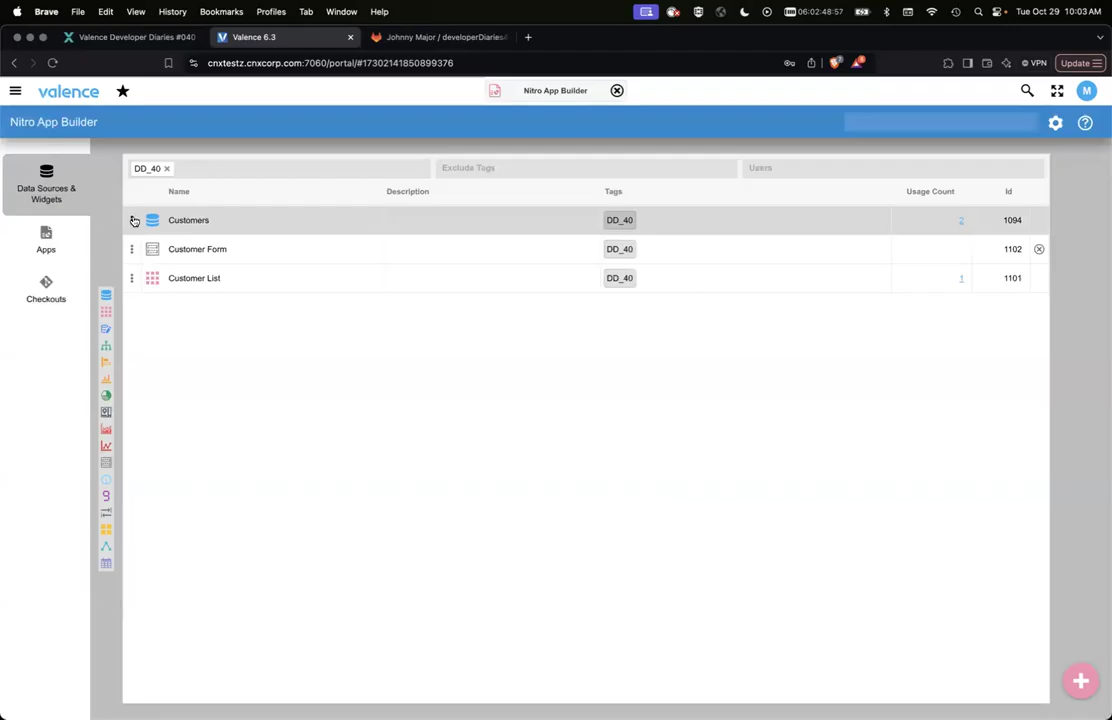 Brave File Edit View History Bookmarks Profiles Tab Window Help 06:02:48:57 Tue Oct 29 10:03 AM
Valence Developer Diaries #040 Valence 6.3 Johnny Major / developerDiaries
cnxtestz.cnxcorp.com:7060/portal/#17302141850899376 VPN Update
valence Nitro App Builder M
Nitro App Builder
Data Sources & Widgets
Apps
Checkouts
DD_40 Exclude Tags Users
Name Description Tags Usage Count Id
Customers DD_40 2 1094
Customer Form DD_40 1102
Customer List DD_40 1 1101